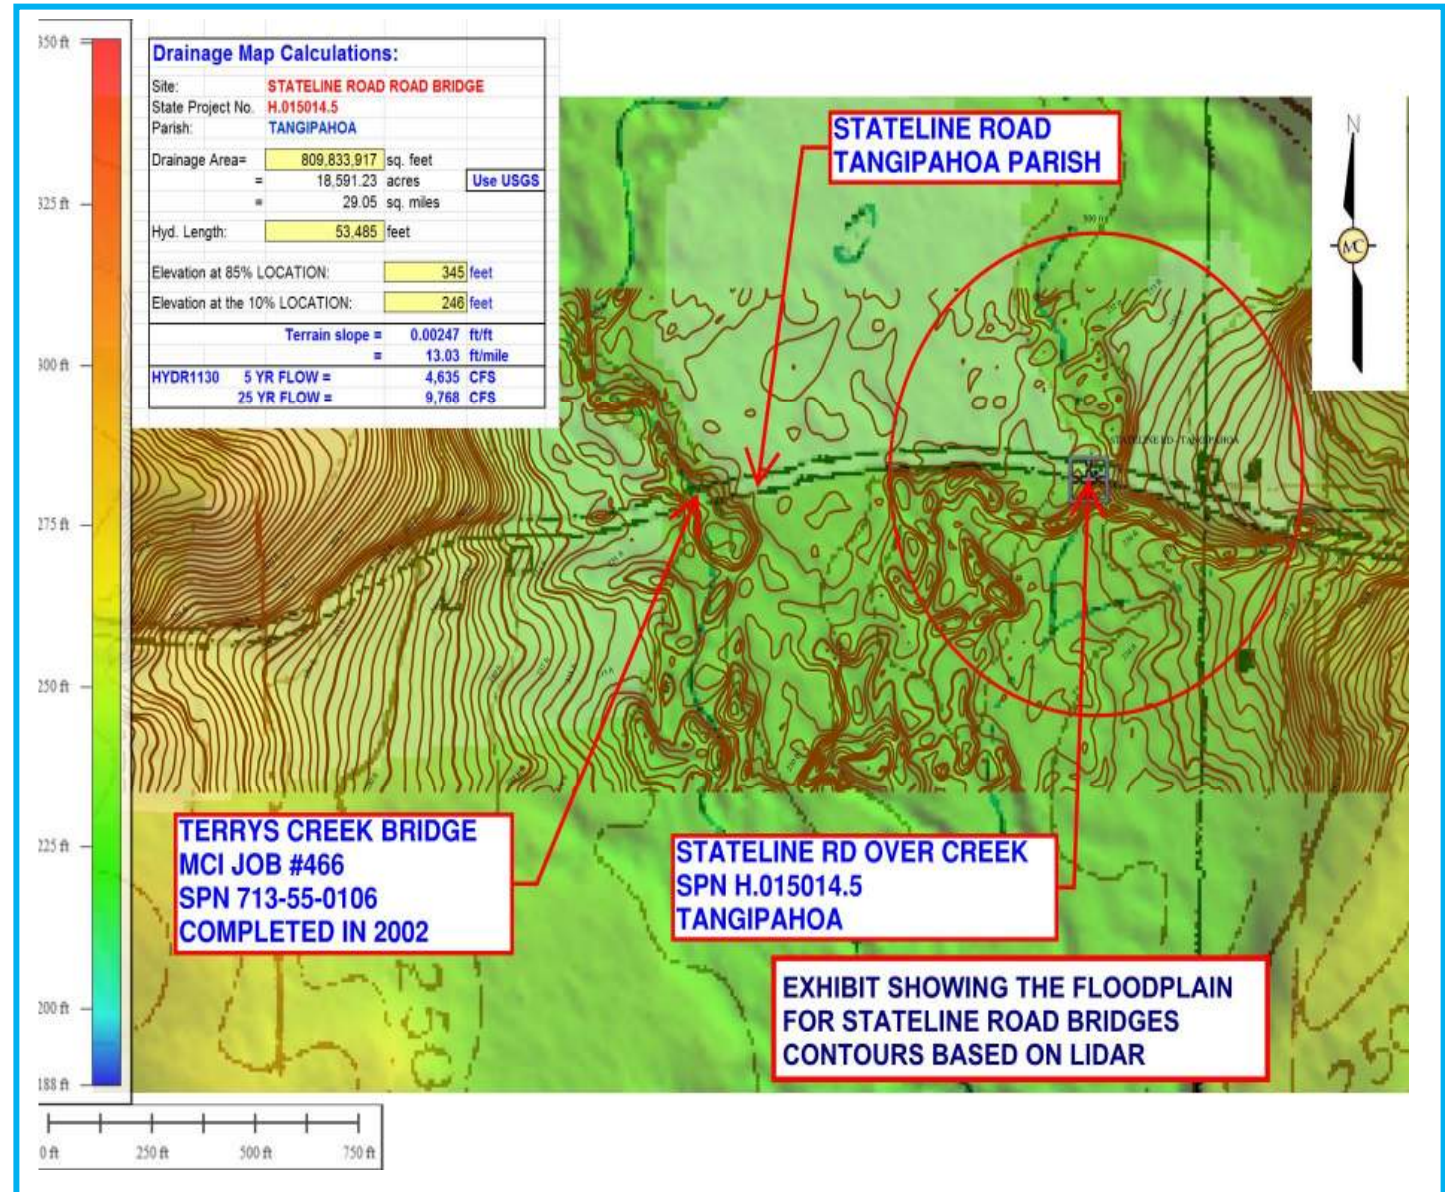 Drainage Map Calculations:
Site: STATELINE ROAD ROAD BRIDGE
State Project No. H.015014.5
Parish: TANGIPAHOA
Drainage Area= 809,833,917 sq. feet
= 18,591.23 acres Use USGS
= 29.05 sq. miles
Hyd. Length: 53,485 feet
Elevation at 85% LOCATION: 345 feet
Elevation at the 10% LOCATION: 246 feet
Terrain slope = 0.00247 ft/ft
= 13.03 ft/mile
HYDR1130 5 YR FLOW = 4,635 CFS
25 YR FLOW = 9,768 CFS
350 ft
325 ft
300 ft
275 ft
250 ft
225 ft
200 ft
188 ft
STATELINE ROAD
TANGIPAHOA PARISH
N
MC
STATELINE RD - TANGIPAHOA
TERRYS CREEK BRIDGE
MCI JOB #466
SPN 713-55-0106
COMPLETED IN 2002
STATELINE RD OVER CREEK
SPN H.015014.5
TANGIPAHOA
EXHIBIT SHOWING THE FLOODPLAIN
FOR STATELINE ROAD BRIDGES
CONTOURS BASED ON LIDAR
0 ft 250 ft 500 ft 750 ft